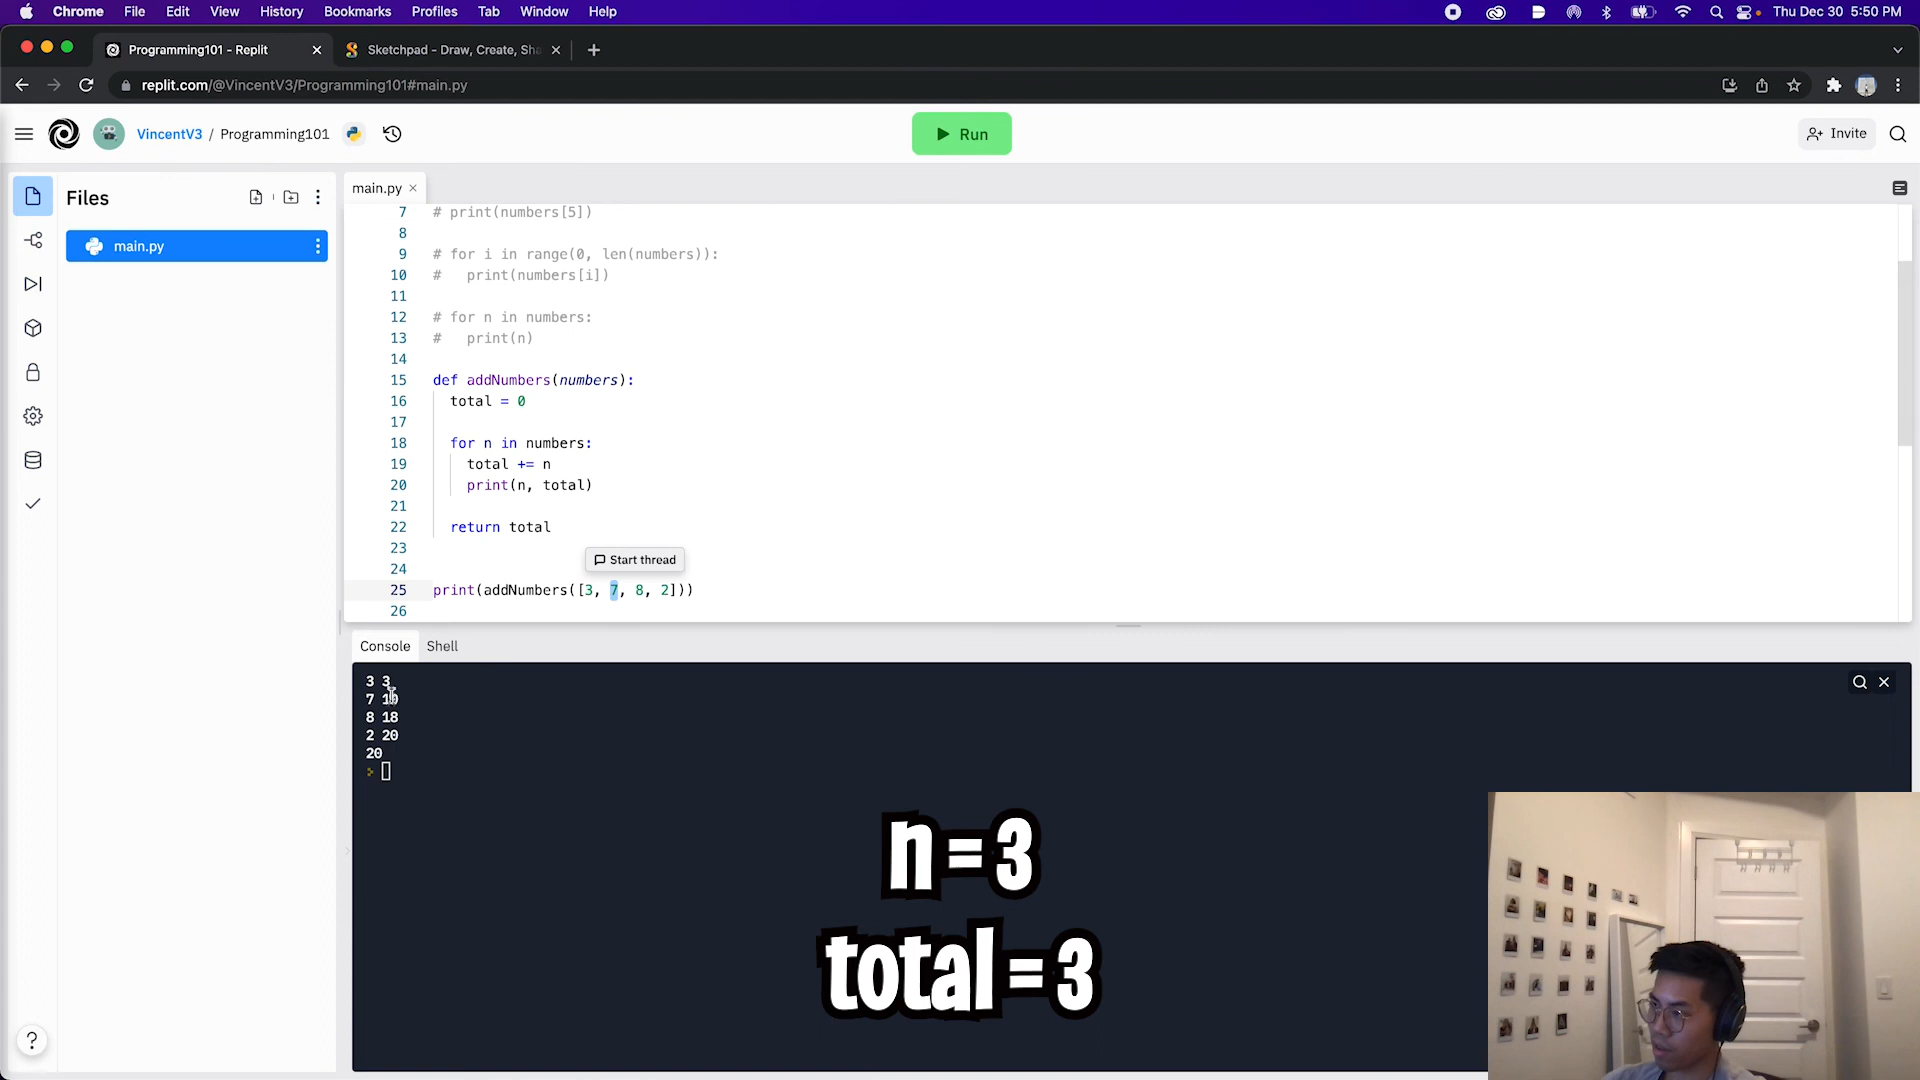 Chrome File Edit View History Bookmarks Profiles Tab Window Help Thu Dec 30 5:50 PM
Programming101 - Replit
Sketchpad - Draw, Create, Sha
replit.com/@VincentV3/Programming101#main.py
VincentV3 / Programming101
Run
Invite
Files
main.py
main.py
7 # print(numbers[5])
8
9 # for i in range(0, len(numbers)):
10 #   print(numbers[i])
11
12 # for n in numbers:
13 #   print(n)
14
15 def addNumbers(numbers):
16   total = 0
17
18   for n in numbers:
19     total += n
20     print(n, total)
21
22   return total
23
Start thread
24
25 print(addNumbers([3, 7, 8, 2]))
26
Console Shell
3 3
7 10
8 18
2 20
20
n=3
total=3
?